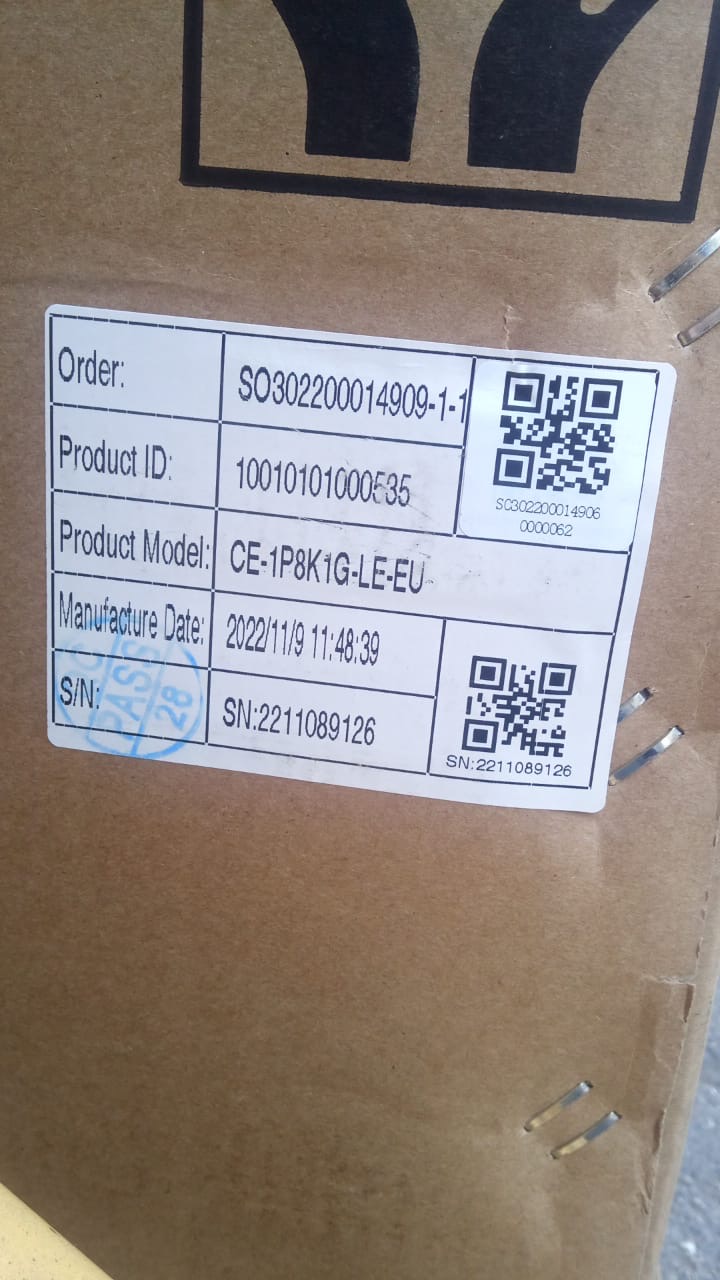 Order:
SO302200014909-1-1
SC302200014906
0000062
Product ID:
10010101000535
Product Model:
CE-1P8K1G-LE-EU
Manufacture Date:
2022/11/9 11:48:39
S/N:
SN:2211089126
SN:2211089126
PASS
28